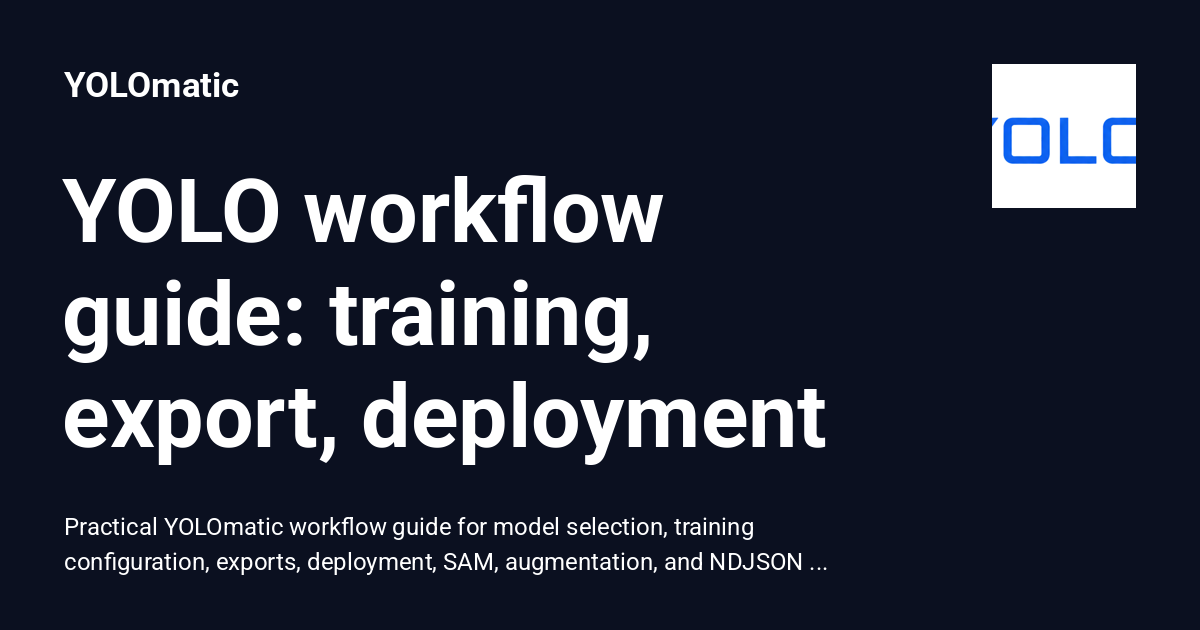 YOLOmatic
YOLO
YOLO workflow
guide: training,
export, deployment
Practical YOLOmatic workflow guide for model selection, training
configuration, exports, deployment, SAM, augmentation, and NDJSON ...